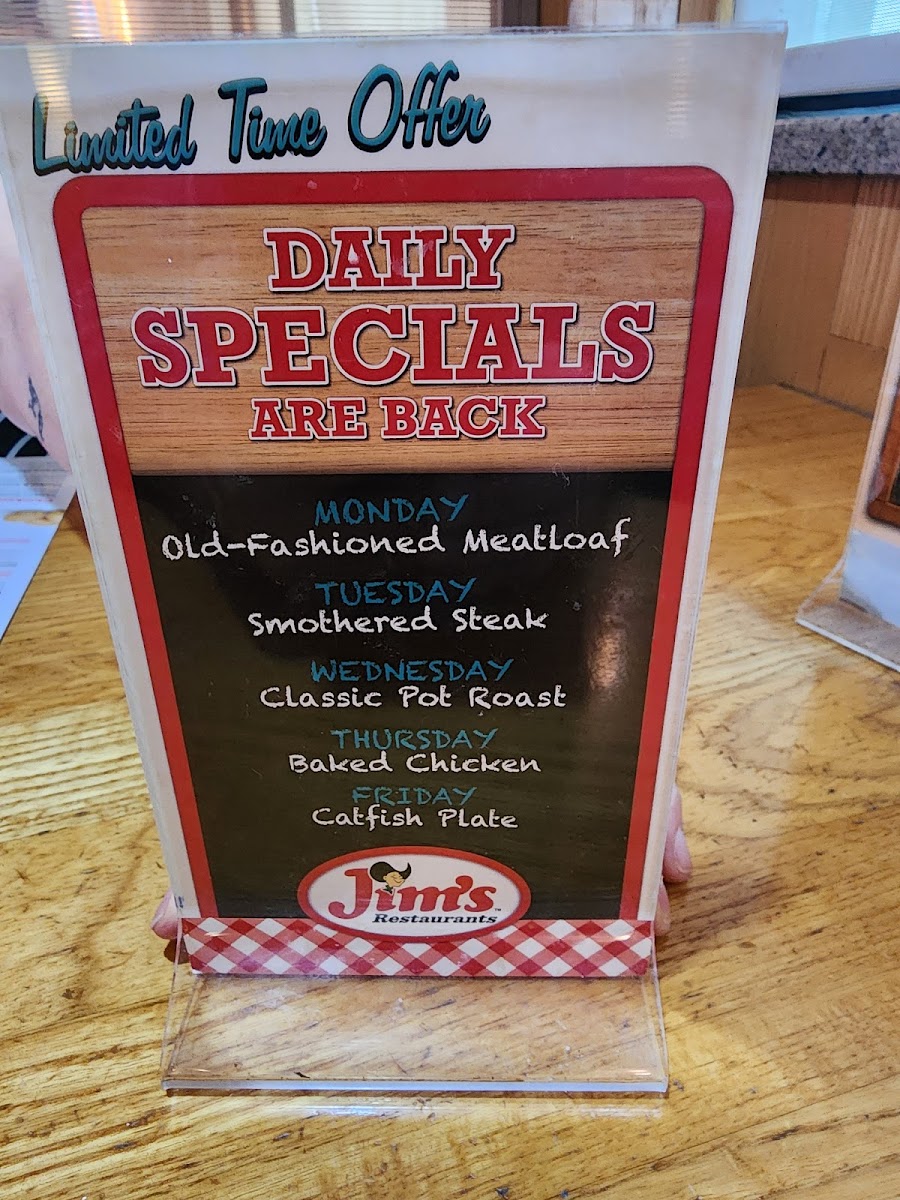 Limited Time Offer
DAILY
SPECIALS
ARE BACK
MONDAY
Old-Fashioned Meatloaf
TUESDAY
Smothered Steak
WEDNESDAY
Classic Pot Roast
THURSDAY
Baked Chicken
FRIDAY
Catfish Plate
Jim's
Restaurants™